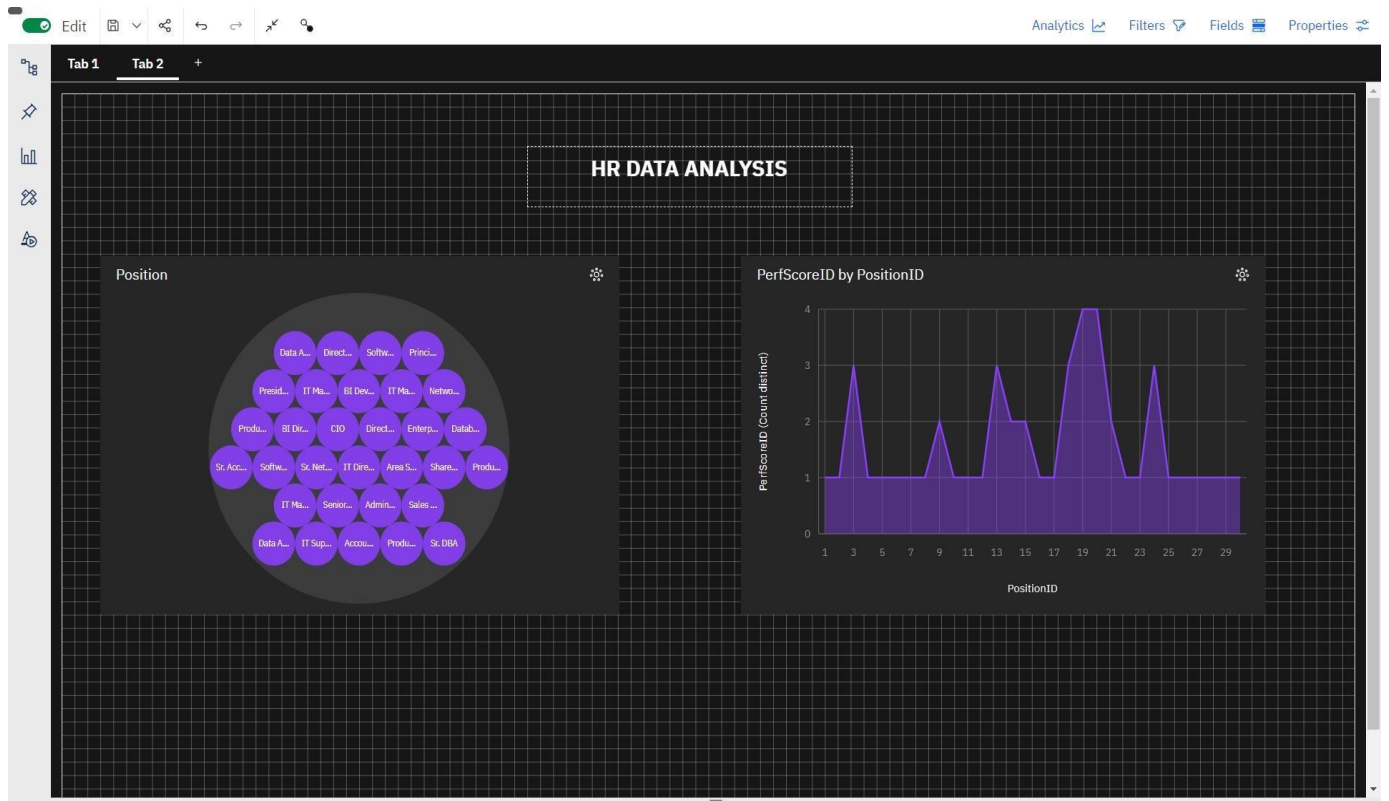 Edit
Analytics Filters Fields Properties
Tab 1 Tab 2 +
HR DATA ANALYSIS
Position
Data A... Direct... Softw... Princi...
Presid... IT Ma... BI Dev... IT Ma... Netwo...
Produ... BI Dir... CIO Direct... Enterp... Datab...
Sr. Acc... Softw... Sr. Net... IT Dire... Area S... Share... Produ...
IT Ma... Senior... Admin... Sales ...
Data A... IT Sup... Accou... Produ... Sr. DBA
PerfScoreID by PositionID
PerfScoreID (Count distinct)
4
3
2
1
0
1 3 5 7 9 11 13 15 17 19 21 23 25 27 29
PositionID